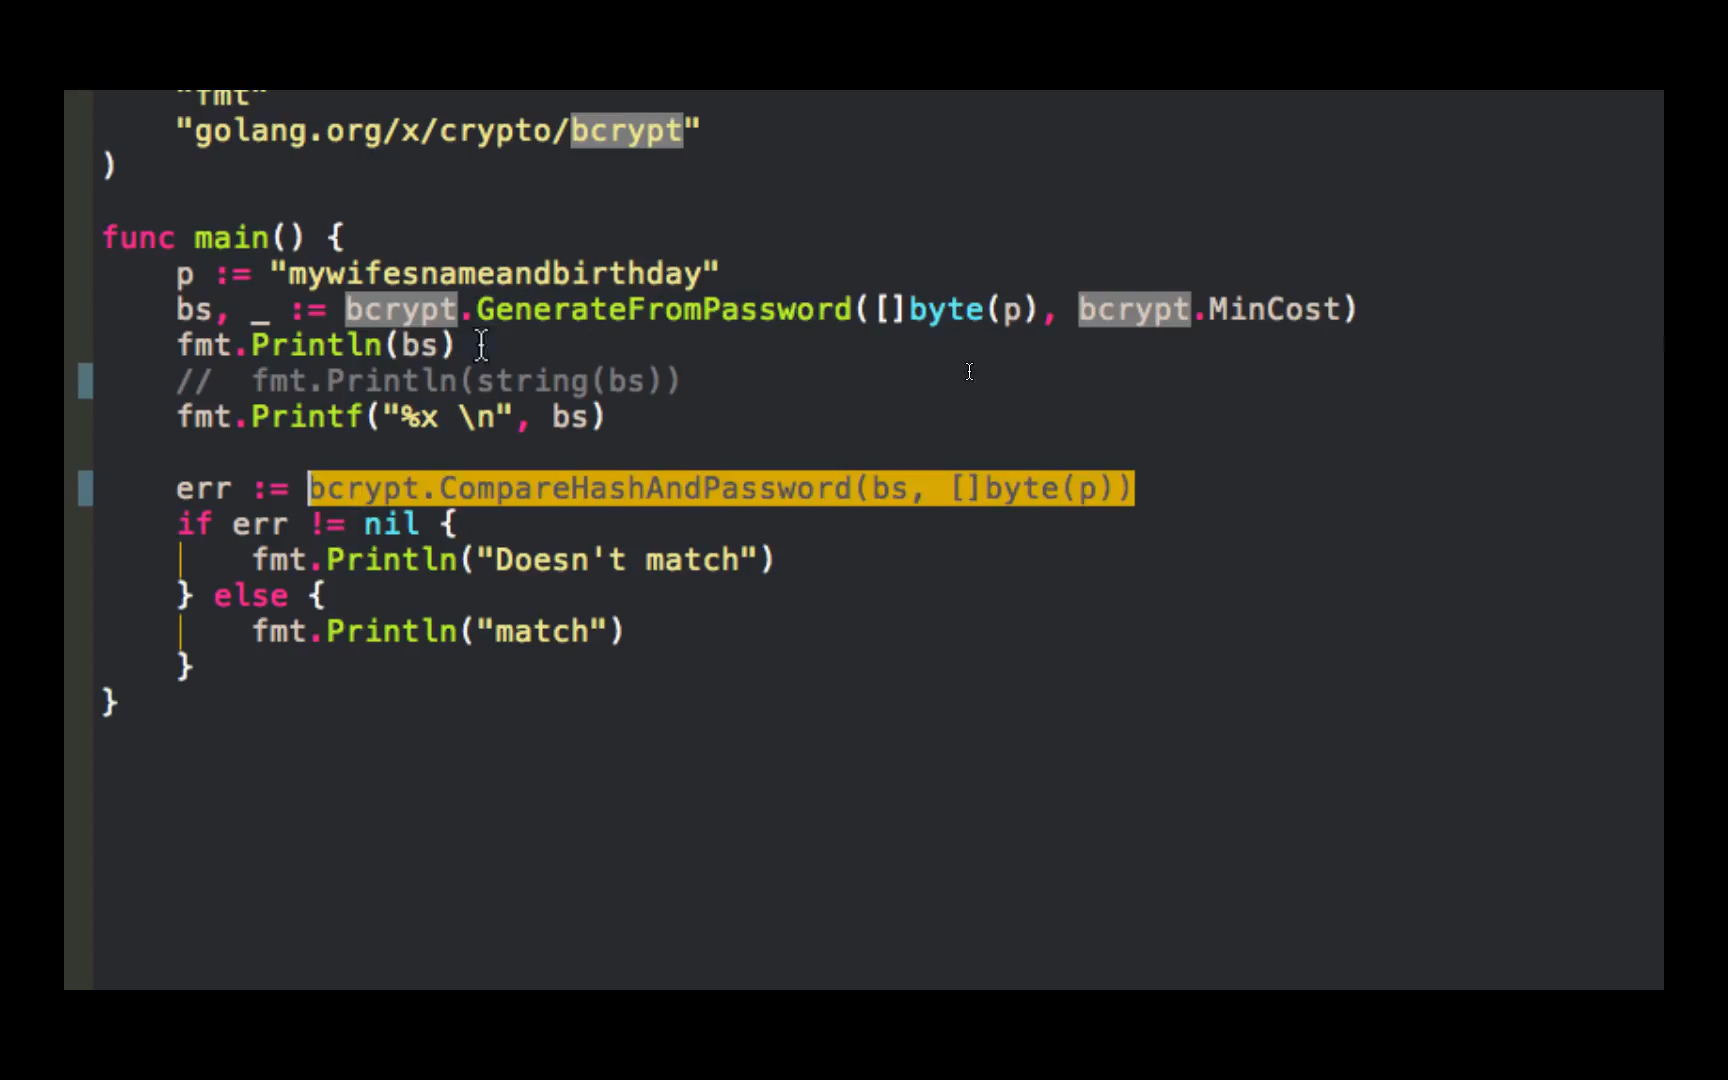 "fmt"
"golang.org/x/crypto/bcrypt"
)
func main() {
p := "mywifesnameandbirthday"
bs, _ := bcrypt.GenerateFromPassword([]byte(p), bcrypt.MinCost)
fmt.Println(bs)
// fmt.Println(string(bs))
fmt.Printf("%x \n", bs)
err := bcrypt.CompareHashAndPassword(bs, []byte(p))
if err != nil {
fmt.Println("Doesn't match")
} else {
fmt.Println("match")
}
}